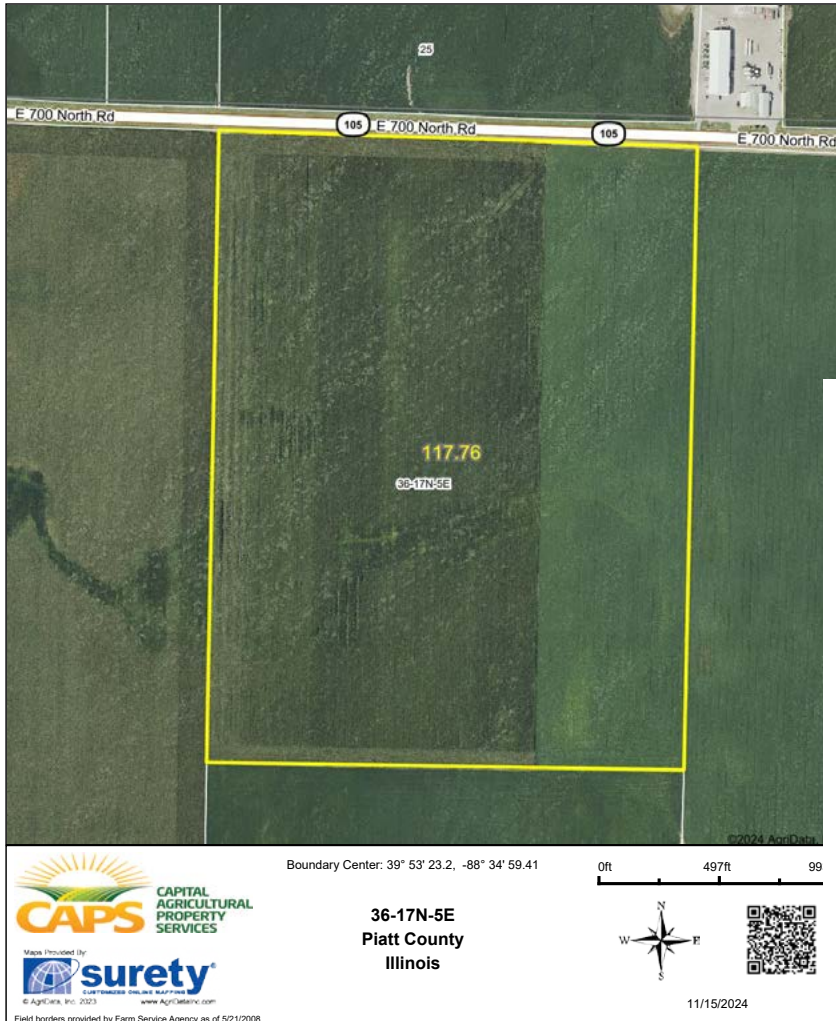 25
E 700 North Rd
105
E 700 North Rd
105
E 700 North Rd
117.76
36-17N-5E
©2024 AgriData,
CAPS
CAPITAL
AGRICULTURAL
PROPERTY
SERVICES
Boundary Center: 39° 53' 23.2, -88° 34' 59.41
0ft 497ft 99
36-17N-5E
Piatt County
Illinois
N
W E
S
Maps Provided By
surety®
CUSTOMIZED ONLINE MAPPING
© AgriData, Inc. 2023 www.AgriDataInc.com
11/15/2024
Field borders provided by Farm Service Agency as of 5/21/2008.